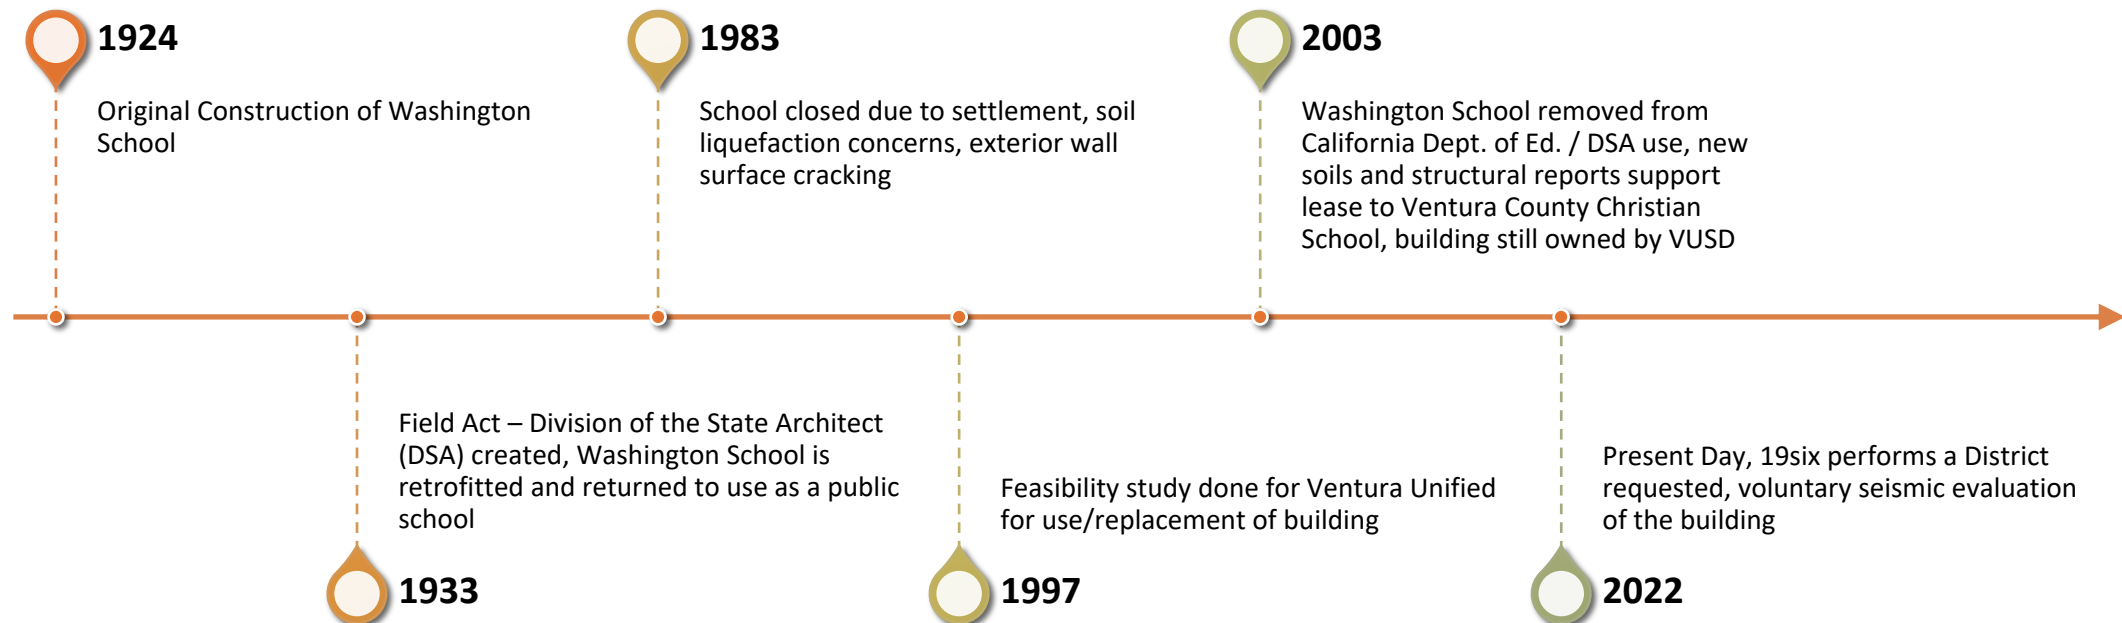 1924
Original Construction of Washington
School
1933
Field Act – Division of the State Architect
(DSA) created, Washington School is
retrofitted and returned to use as a public
school
1983
School closed due to settlement, soil
liquefaction concerns, exterior wall
surface cracking
1997
Feasibility study done for Ventura Unified
for use/replacement of building
2003
Washington School removed from
California Dept. of Ed. / DSA use, new
soils and structural reports support
lease to Ventura County Christian
School, building still owned by VUSD
2022
Present Day, 19six performs a District
requested, voluntary seismic evaluation
of the building